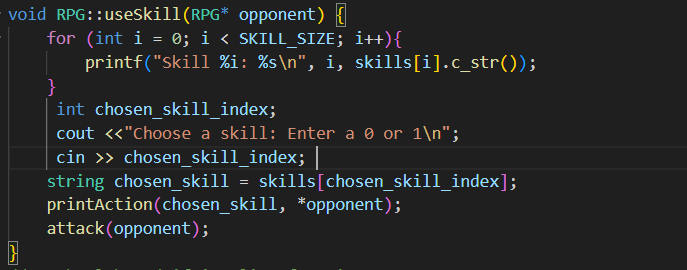 void RPG::useSkill(RPG* opponent) {
    for (int i = 0; i < SKILL_SIZE; i++){
        printf("Skill %i: %s\n", i, skills[i].c_str());
    }
     int chosen_skill_index;
     cout <<"Choose a skill: Enter a 0 or 1\n";
     cin >> chosen_skill_index;
    string chosen_skill = skills[chosen_skill_index];
    printAction(chosen_skill, *opponent);
    attack(opponent);
}